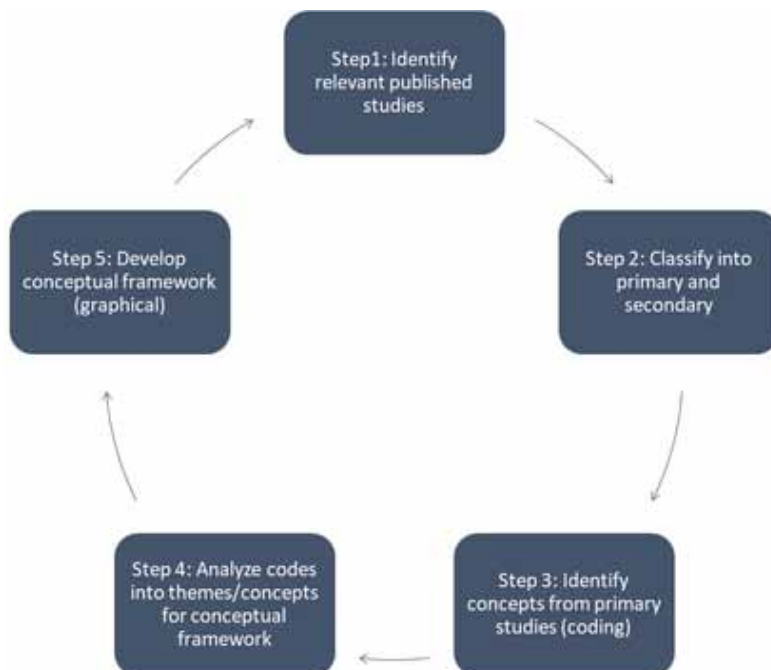 Step1: Identify
relevant published
studies
Step 2: Classify into
primary and
secondary
Step 3: Identify
concepts from primary
studies (coding)
Step 4: Analyze codes
into themes/concepts
for conceptual
framework
Step 5: Develop
conceptual framework
(graphical)